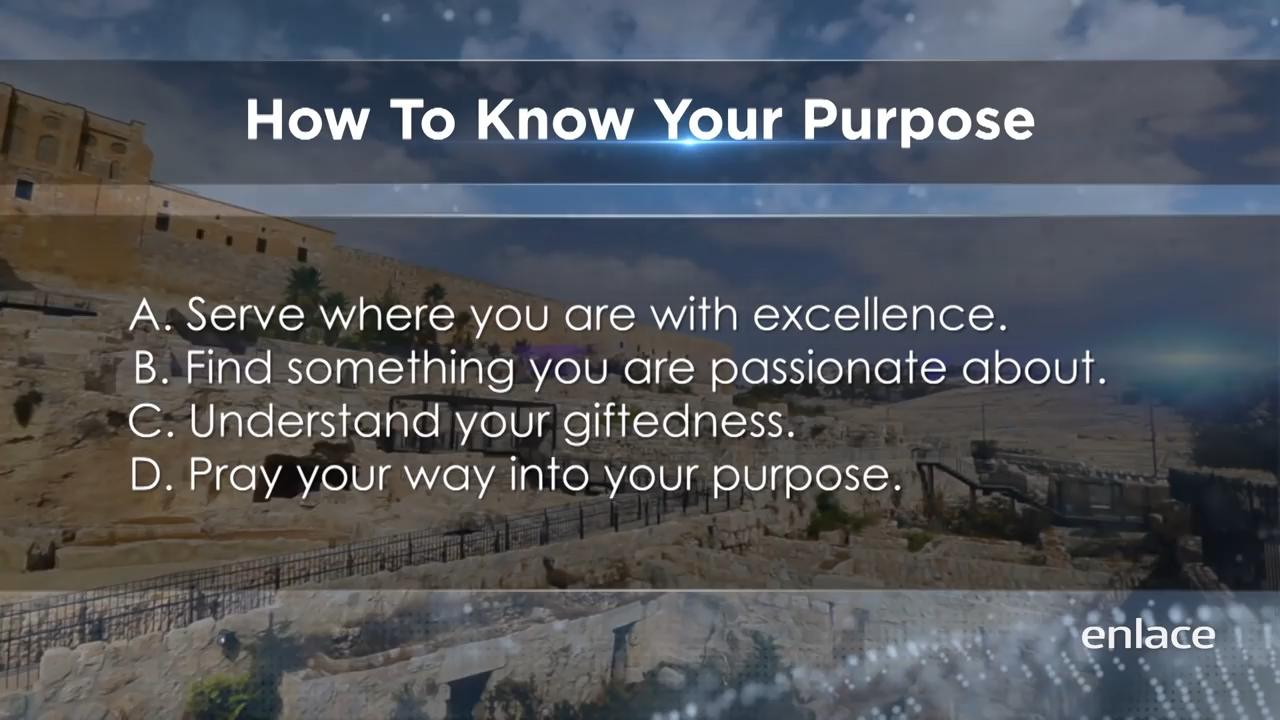 How To Know Your Purpose
A. Serve where you are with excellence.
B. Find something you are passionate about.
C. Understand your giftedness.
D. Pray your way into your purpose.
enlace